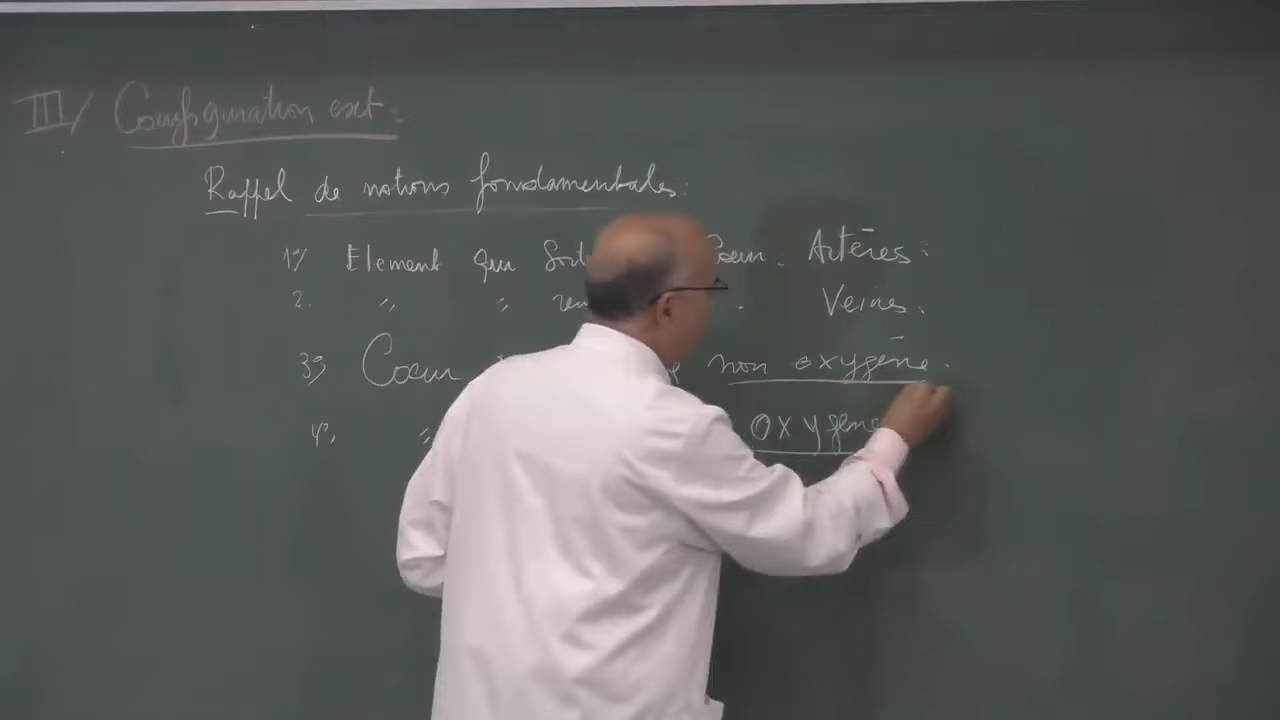 III/ Configuration ext:
Rappel de notions fondamentales:
1°/ Element qui Sort Coeur. Artères:
2. " " . Veines.
3°) Coeur non oxygéné.
4°, " oxygéné